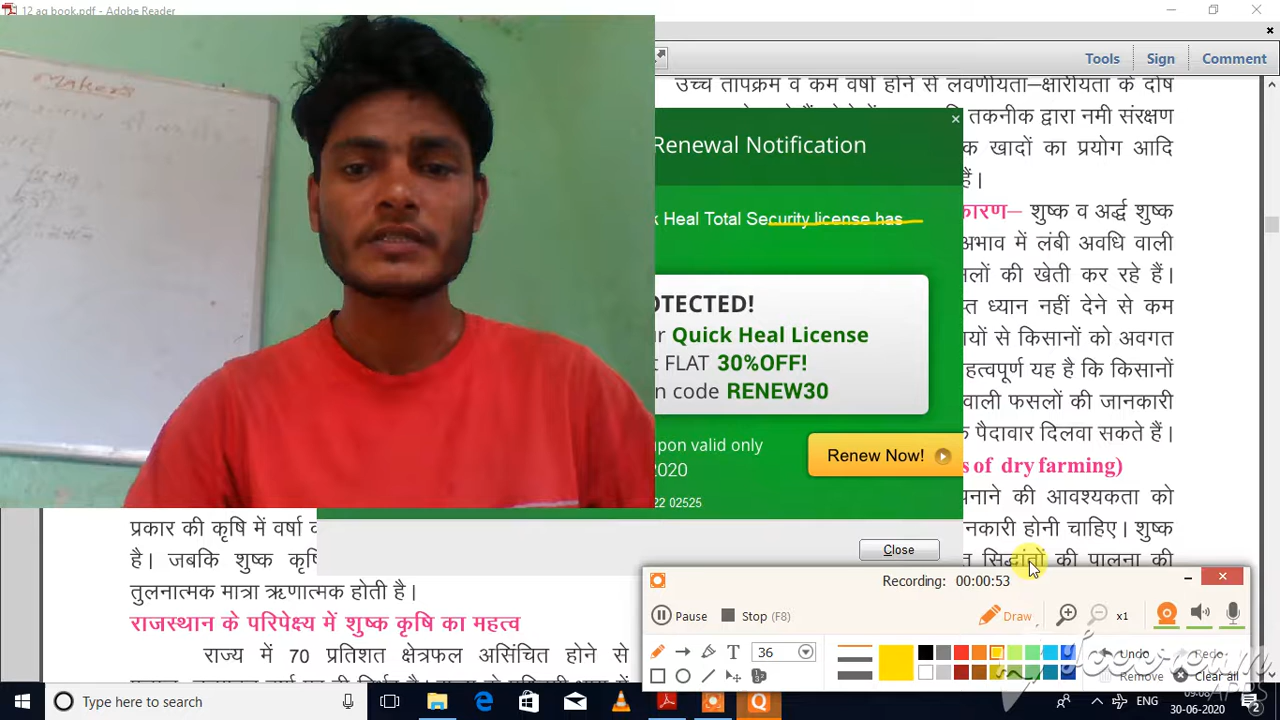 12 ag book.pdf - Adobe Reader
Tools Sign Comment
Makers
उच्च तापक्रम व कम वर्षा होने से लवणीयता–क्षारीयता के दोष
तकनीक द्वारा नमी संरक्षण
क खादों का प्रयोग आदि
हैं।
Renewal Notification
k Heal Total Security license has
OTECTED!
ur Quick Heal License
t FLAT 30%OFF!
n code RENEW30
upon valid only
2020
Renew Now!
22 02525
Close
कारण– शुष्क व अर्द्ध शुष्क
अभाव में लंबी अवधि वाली
सलों की खेती कर रहे हैं।
स्त ध्यान नहीं देने से कम
यों से किसानों को अवगत
हत्वपूर्ण यह है कि किसानों
वाली फसलों की जानकारी
क पैदावार दिलवा सकते हैं।
s of dry farming)
पनाने की आवश्यकता को
नकारी होनी चाहिए। शुष्क
त सिद्धांतों की पालना की
प्रकार की कृषि में वर्षा
है। जबकि शुष्क कृषि
तुलनात्मक मात्रा ऋणात्मक होती है।
राजस्थान के परिपेक्ष्य में शुष्क कृषि का महत्व
राज्य में 70 प्रतिशत क्षेत्रफल असिंचित होने से
Recording: 00:00:53
Pause Stop (F8) Draw x1
T 36 Undo Redo
Remove Clear all
Type here to search
ENG
30-06-2020
2